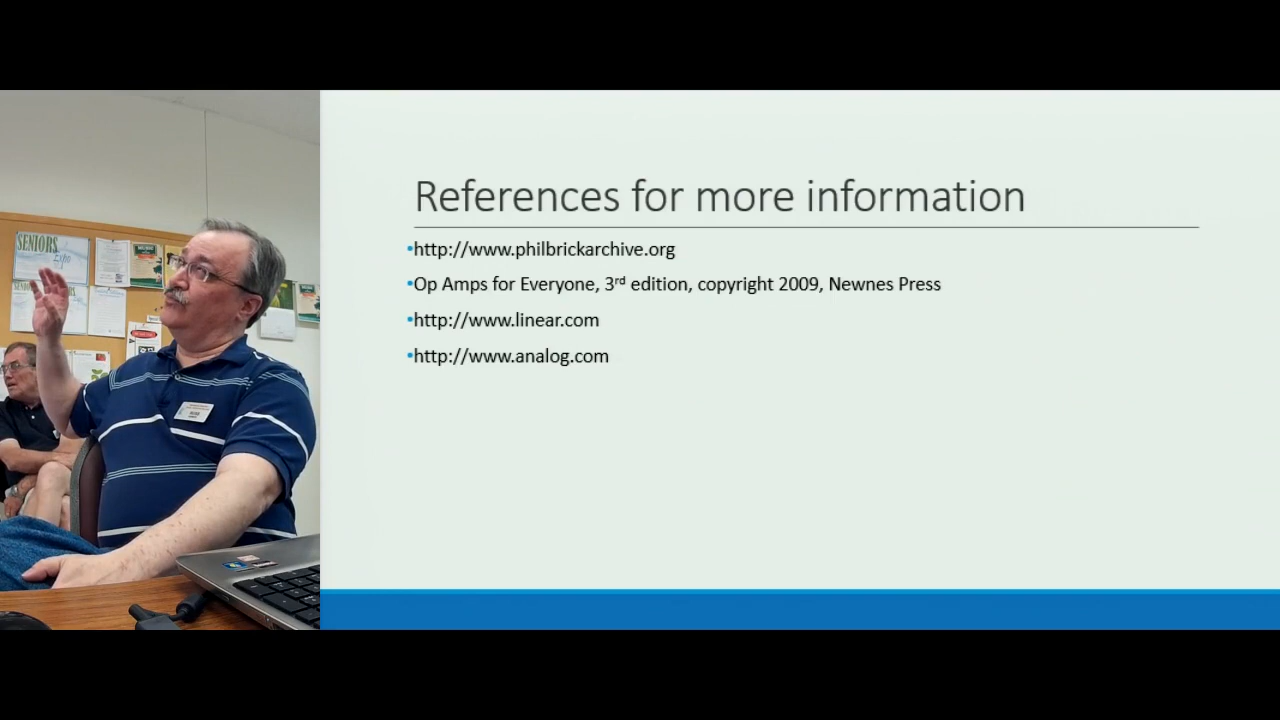 SENIORS
Expo
References for more information
•http://www.philbrickarchive.org
•Op Amps for Everyone, 3rd edition, copyright 2009, Newnes Press
•http://www.linear.com
•http://www.analog.com